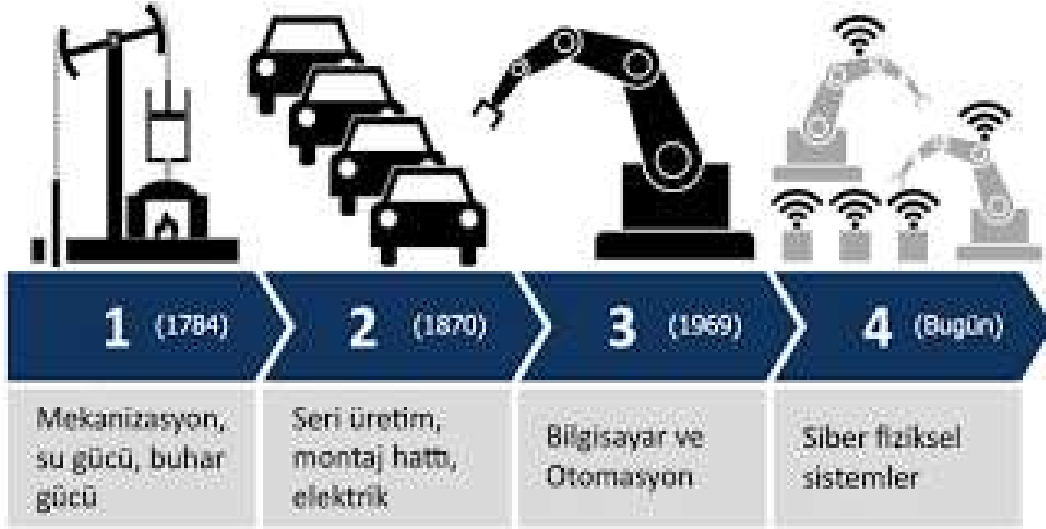 1 (1784)
2 (1870)
3 (1969)
4 (Bugün)
Mekanizasyon,
su gücü, buhar
gücü
Seri üretim,
montaj hattı,
elektrik
Bilgisayar ve
Otomasyon
Siber fiziksel
sistemler